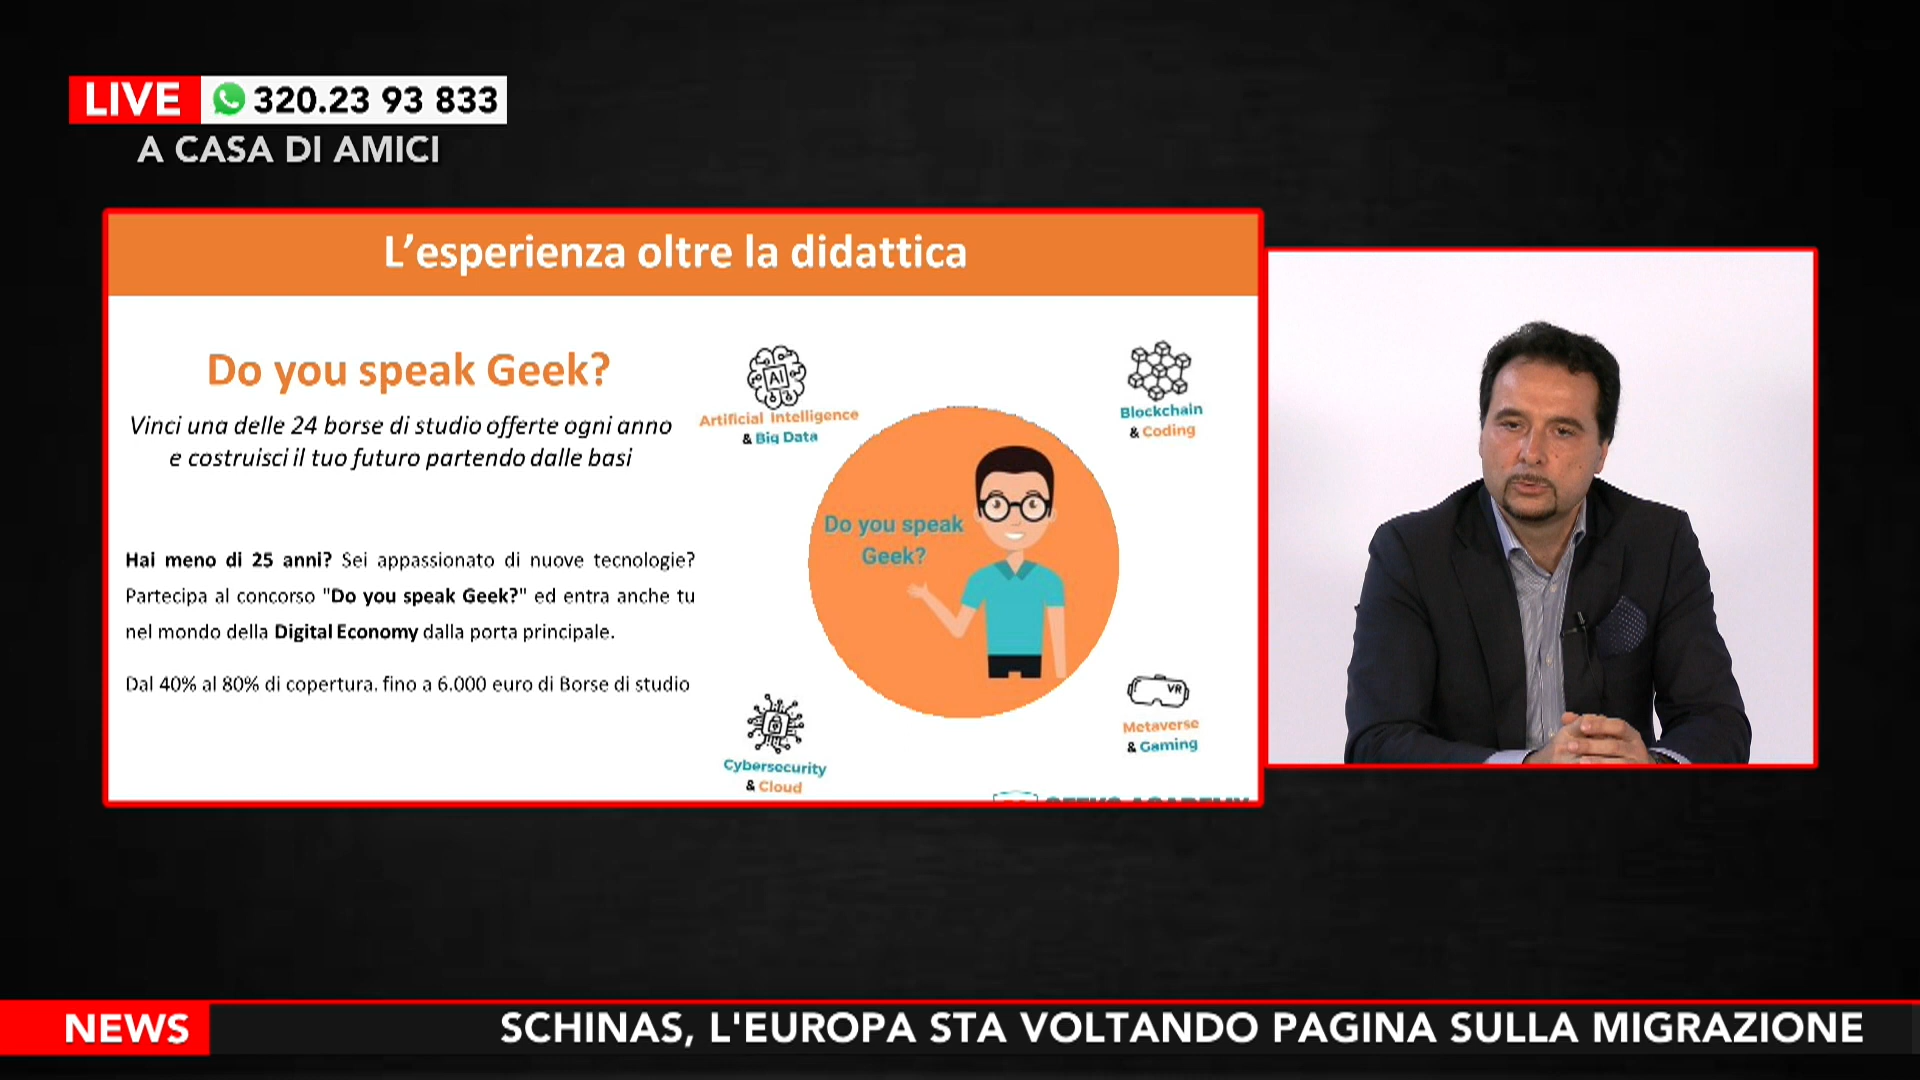 LIVE 320.23 93 833
A CASA DI AMICI
L'esperienza oltre la didattica
Do you speak Geek?
Vinci una delle 24 borse di studio offerte ogni anno
e costruisci il tuo futuro partendo dalle basi
Hai meno di 25 anni? Sei appassionato di nuove tecnologie?
Partecipa al concorso "Do you speak Geek?" ed entra anche tu
nel mondo della Digital Economy dalla porta principale.
Dal 40% al 80% di copertura. fino a 6.000 euro di Borse di studio
AI
Artificial Intelligence
& Big Data
Blockchain
& Coding
Do you speak
Geek?
Cybersecurity
& Cloud
VR
Metaverse
& Gaming
GEEKS ACADEMY
NEWS SCHINAS, L'EUROPA STA VOLTANDO PAGINA SULLA MIGRAZIONE